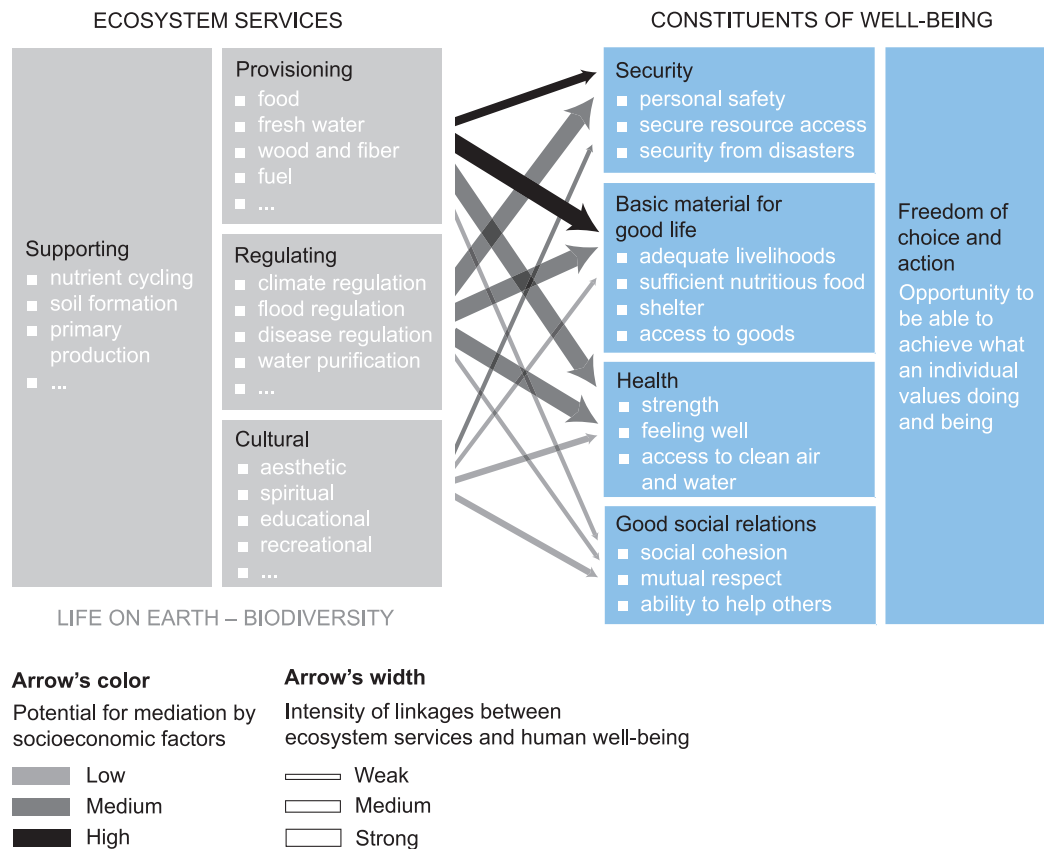 ECOSYSTEM SERVICES
Supporting
nutrient cycling
soil formation
primary
production
...
Provisioning
food
fresh water
wood and fiber
fuel
...
Regulating
climate regulation
flood regulation
disease regulation
water purification
...
Cultural
aesthetic
spiritual
educational
recreational
...
LIFE ON EARTH – BIODIVERSITY
CONSTITUENTS OF WELL-BEING
Security
personal safety
secure resource access
security from disasters
Basic material for
good life
adequate livelihoods
sufficient nutritious food
shelter
access to goods
Health
strength
feeling well
access to clean air
and water
Good social relations
social cohesion
mutual respect
ability to help others
Freedom of
choice and
action
Opportunity to
be able to
achieve what
an individual
values doing
and being
Arrow's color
Potential for mediation by
socioeconomic factors
Low
Medium
High
Arrow's width
Intensity of linkages between
ecosystem services and human well-being
Weak
Medium
Strong